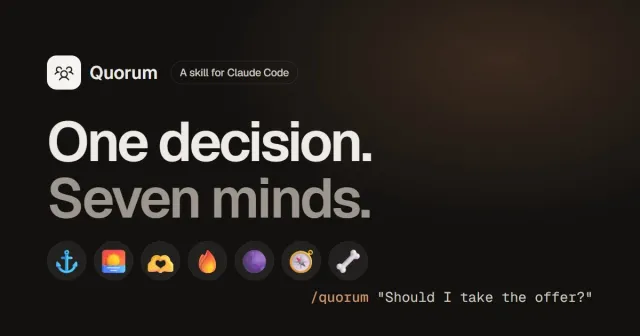 Quorum
A skill for Claude Code
One decision.
Seven minds.
/quorum "Should I take the offer?"